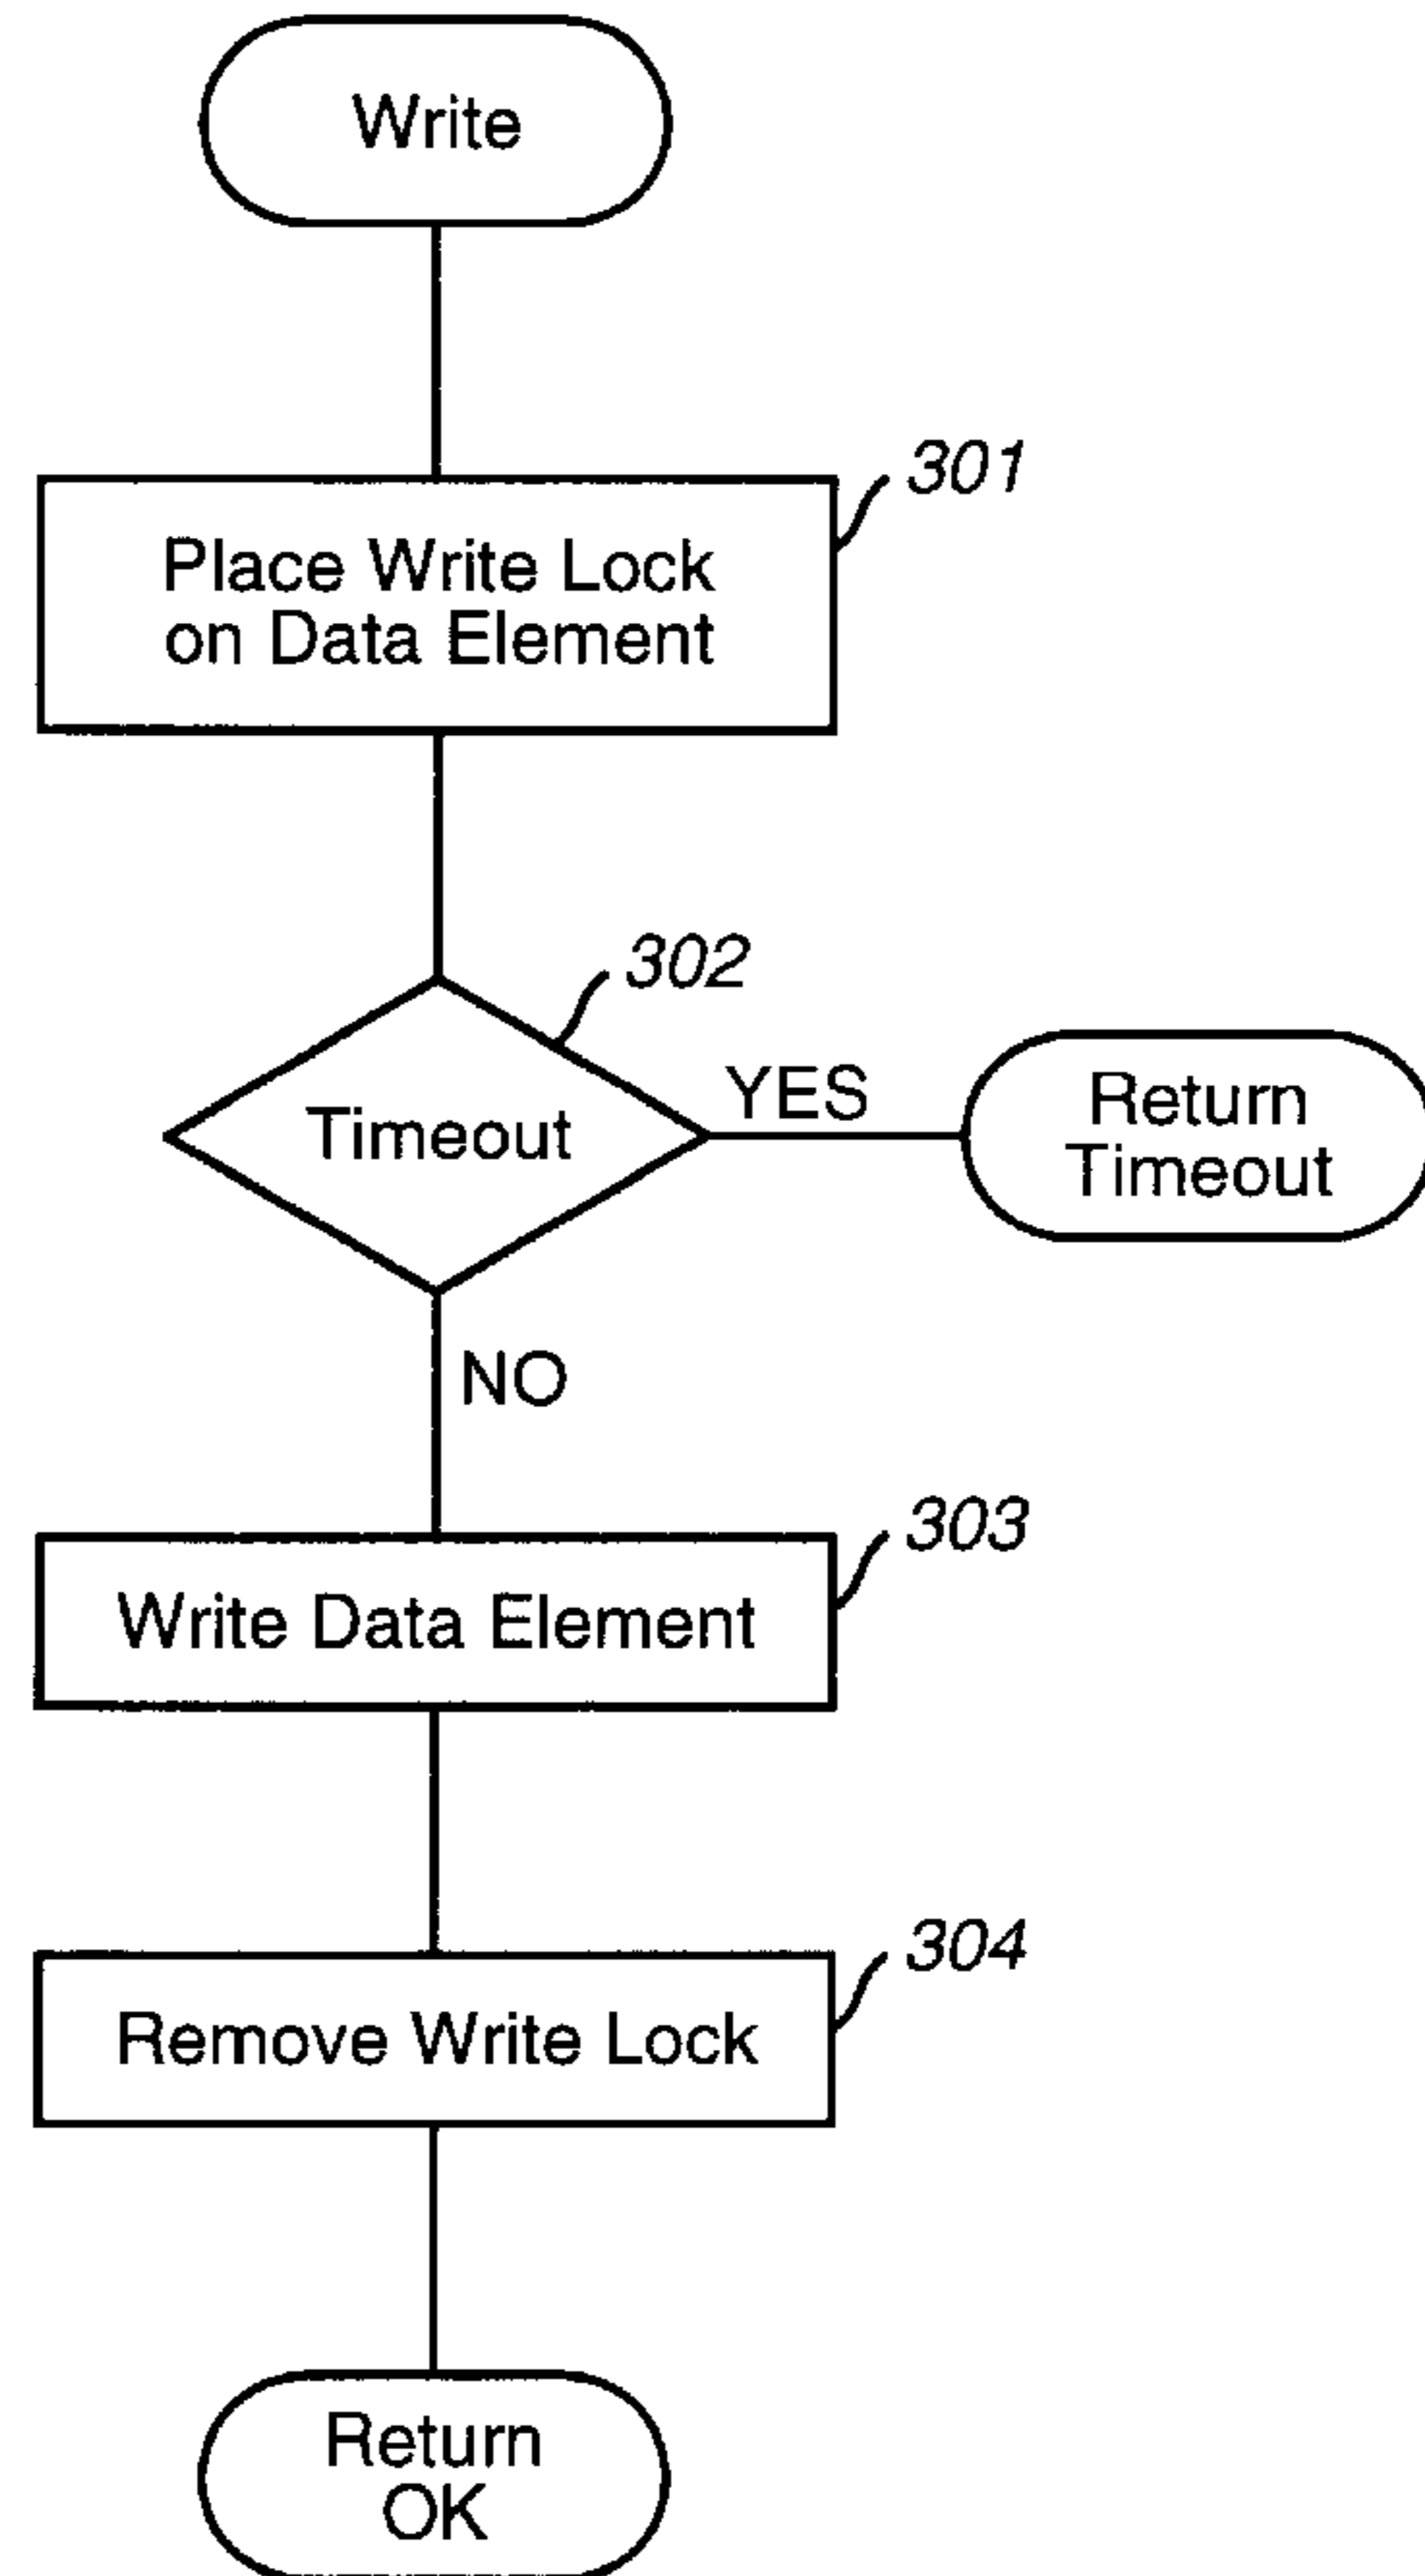 Write
301
Place Write Lock
on Data Element
302
Timeout
YES
Return
Timeout
NO
303
Write Data Element
304
Remove Write Lock
Return
OK